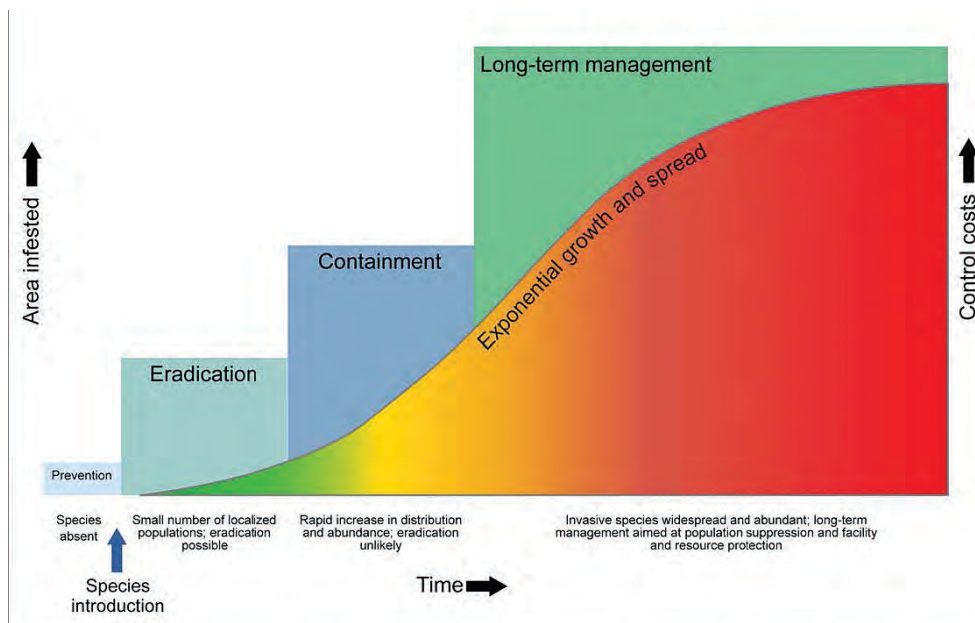 Long-term management
Containment
Eradication
Prevention
Exponential growth and spread
Area infested
Control costs
Species
absent
Small number of localized
populations; eradication
possible
Rapid increase in distribution
and abundance; eradication
unlikely
Invasive species widespread and abundant; long-term
management aimed at population suppression and facility
and resource protection
Species
introduction
Time